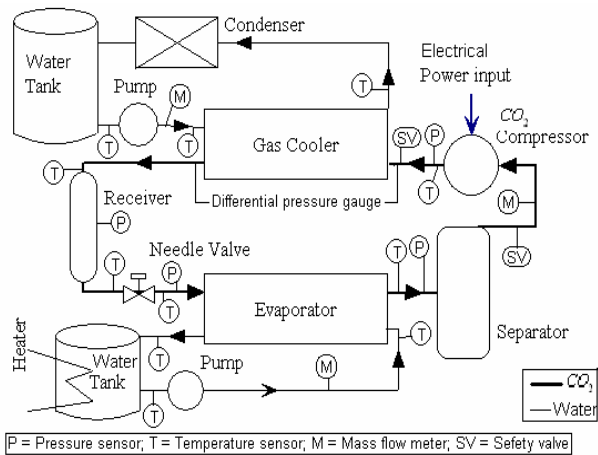 Condenser
Water
Tank
Pump
M
T
T
T
Electrical
Power input
CO2
Compressor
Gas Cooler
SV
P
T
M
SV
T
Receiver
P
Differential pressure gauge
Needle Valve
T
P
T
T
P
Evaporator
Separator
T
Heater
Water
Tank
T
Pump
M
T
CO2
Water
P = Pressure sensor; T = Temperature sensor; M = Mass flow meter; SV = Sefety valve